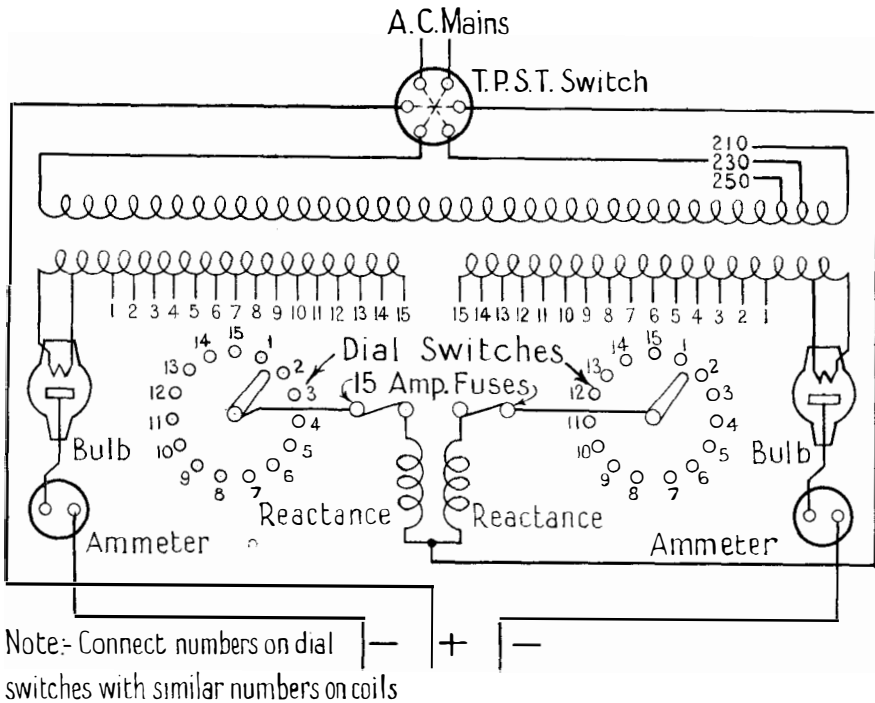 A.C. Mains
T.P.S.T. Switch
210
230
250
1 2 3 4 5 6 7 8 9 10 11 12 13 14 15
15 14 13 12 11 10 9 8 7 6 5 4 3 2 1
15 1 2 3 4 5 6 7 8 9 10 11 12 13 14
Dial Switches
15 Amp. Fuses
15 1 2 3 4 5 6 7 8 9 10 11 12 13 14
Bulb
Bulb
Reactance
Reactance
Ammeter
Ammeter
− + −
Note:- Connect numbers on dial
switches with similar numbers on coils